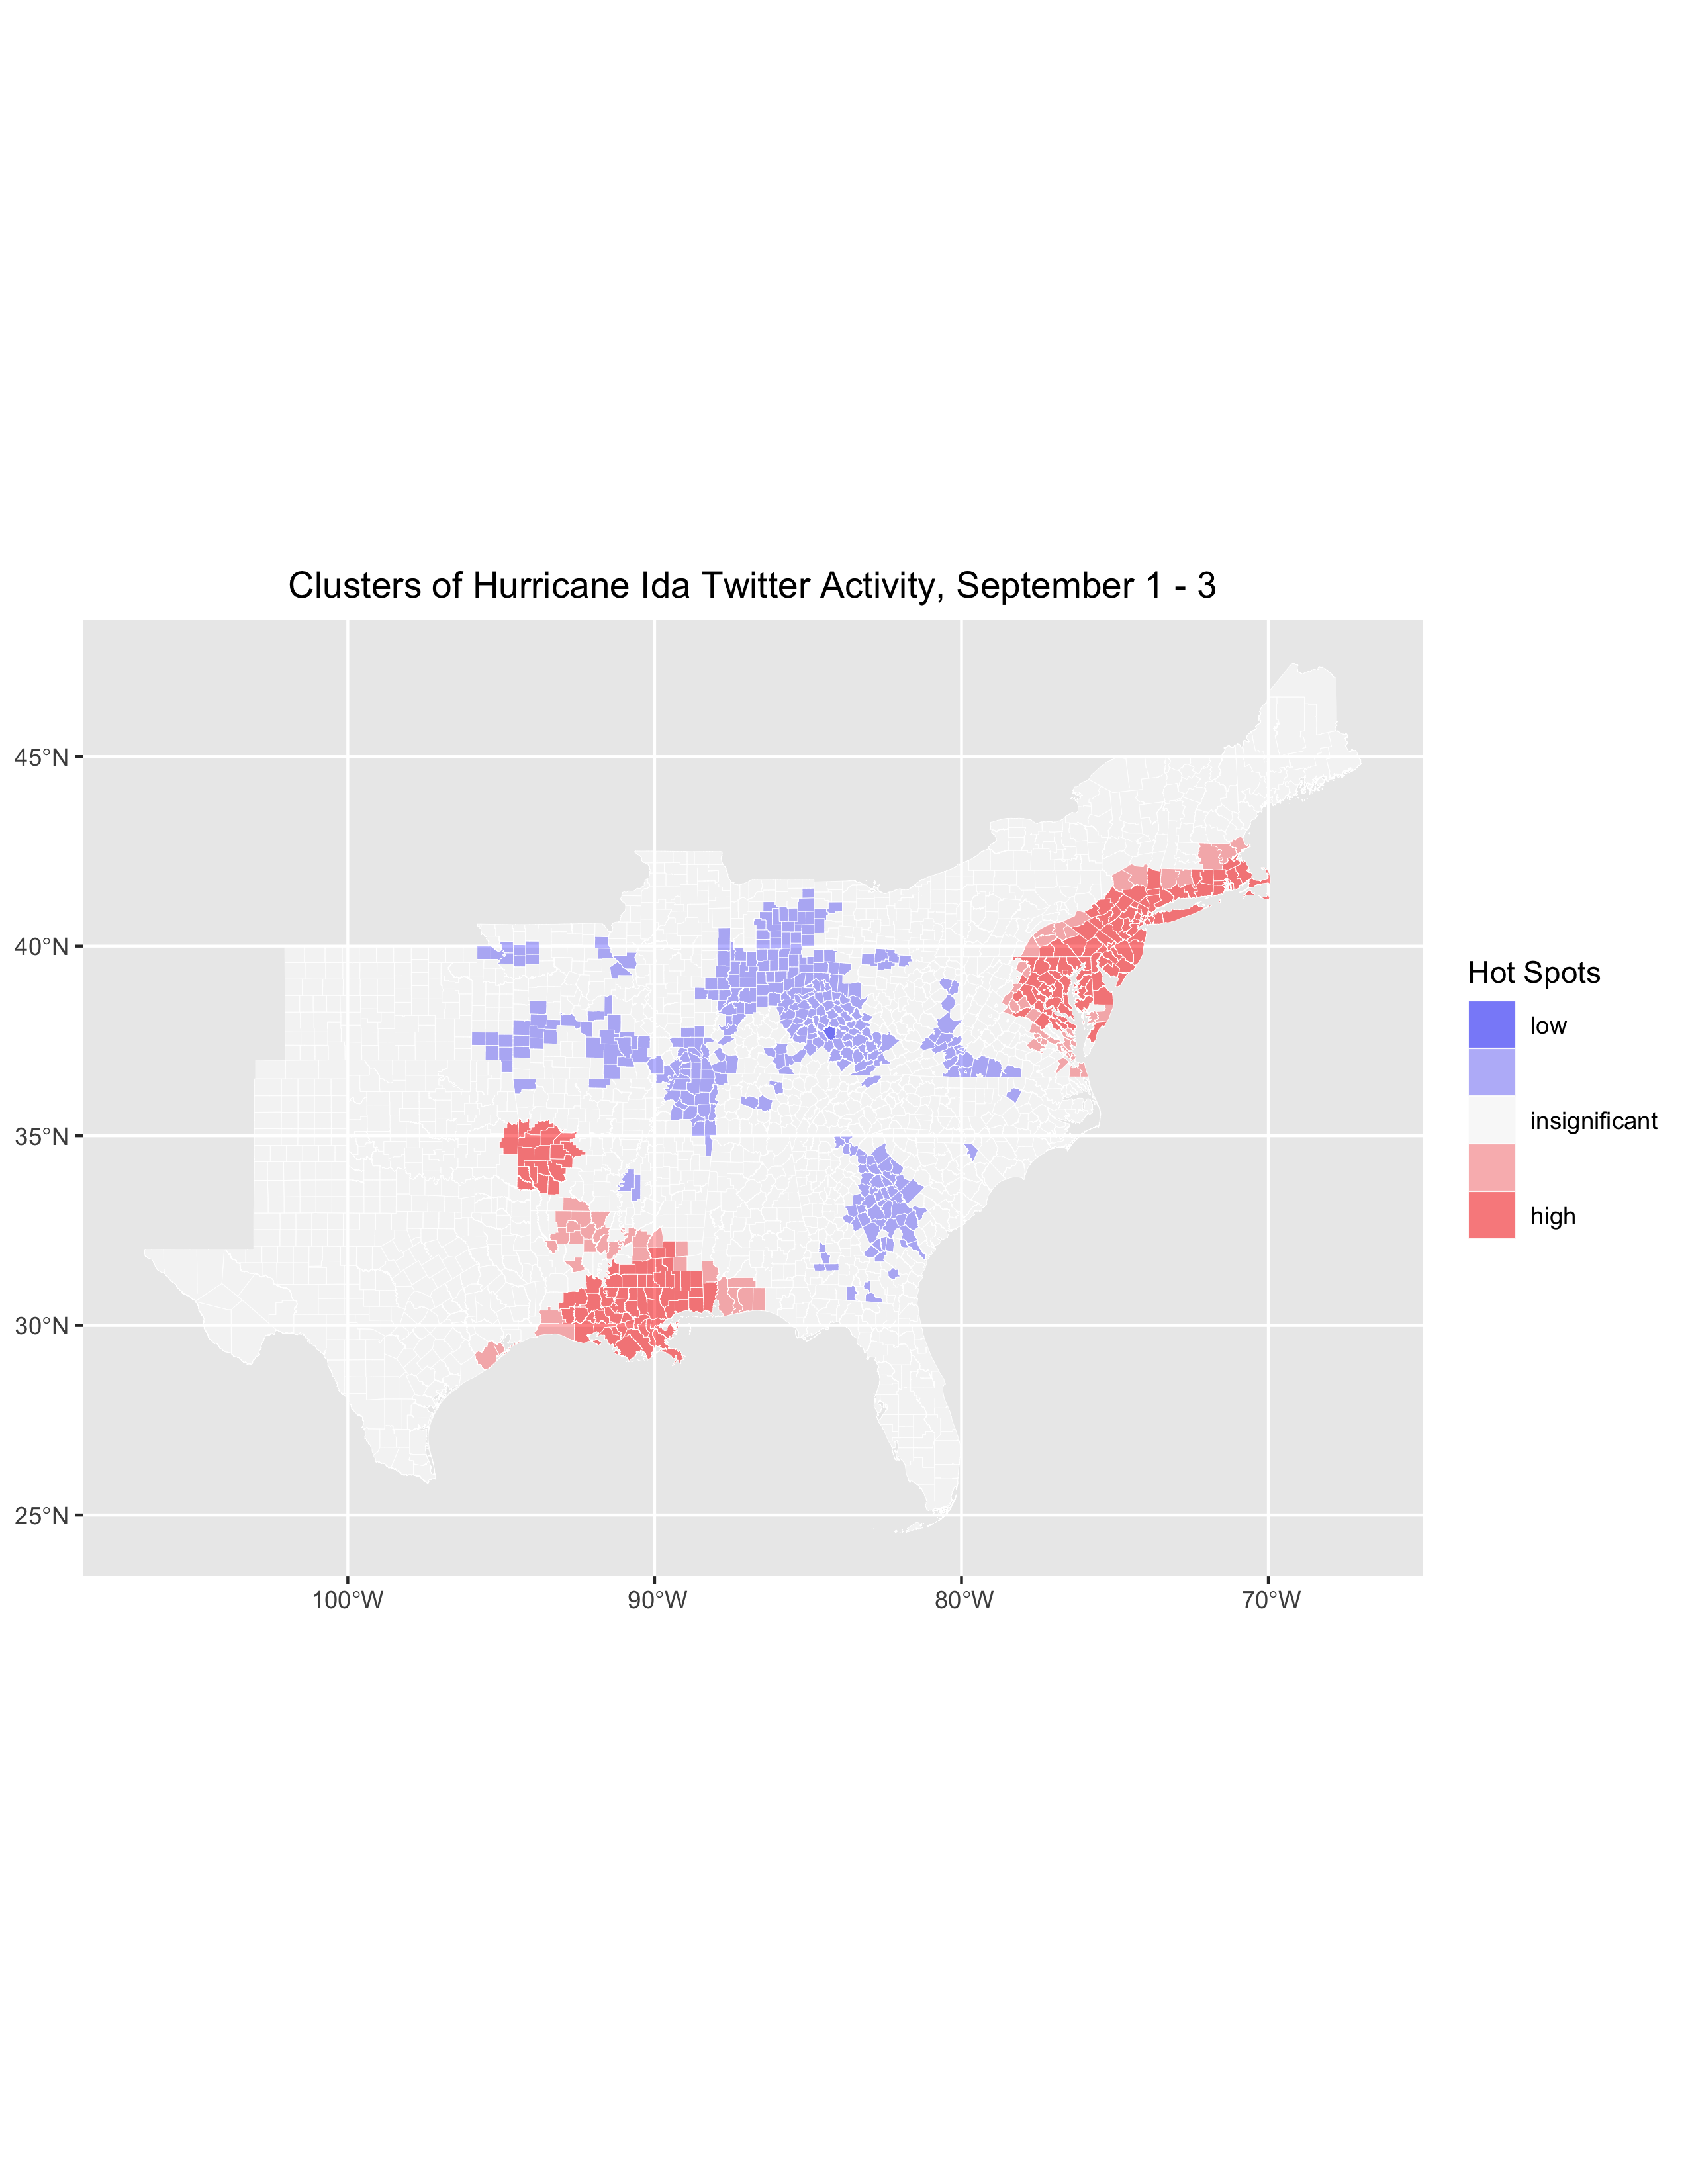 Clusters of Hurricane Ida Twitter Activity, September 1 - 3
45°N
40°N
35°N
30°N
25°N
100°W
90°W
80°W
70°W
Hot Spots
low
insignificant
high